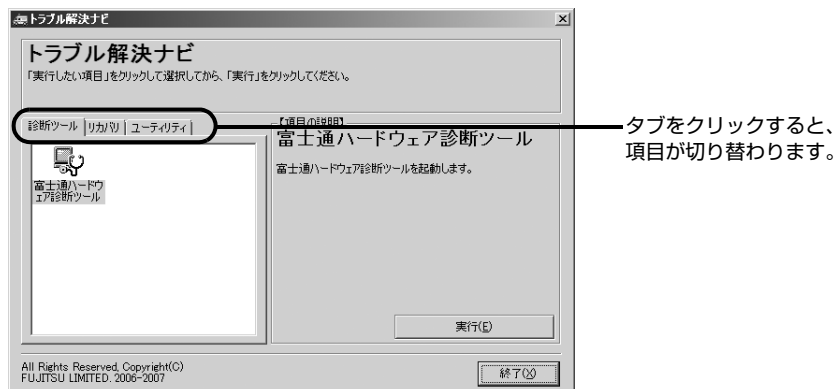 トラブル解決ナビ
トラブル解決ナビ
「実行したい項目」をクリックして選択してから、「実行」をクリックしてください。
診断ツール
リカバリ
ユーティリティ
富士通ハードウ
ェア診断ツール
【項目の説明】
富士通ハードウェア診断ツール
富士通ハードウェア診断ツールを起動します。
実行(E)
タブをクリックすると、
項目が切り替わります。
All Rights Reserved, Copyright(C)
FUJITSU LIMITED. 2006-2007
終了(X)